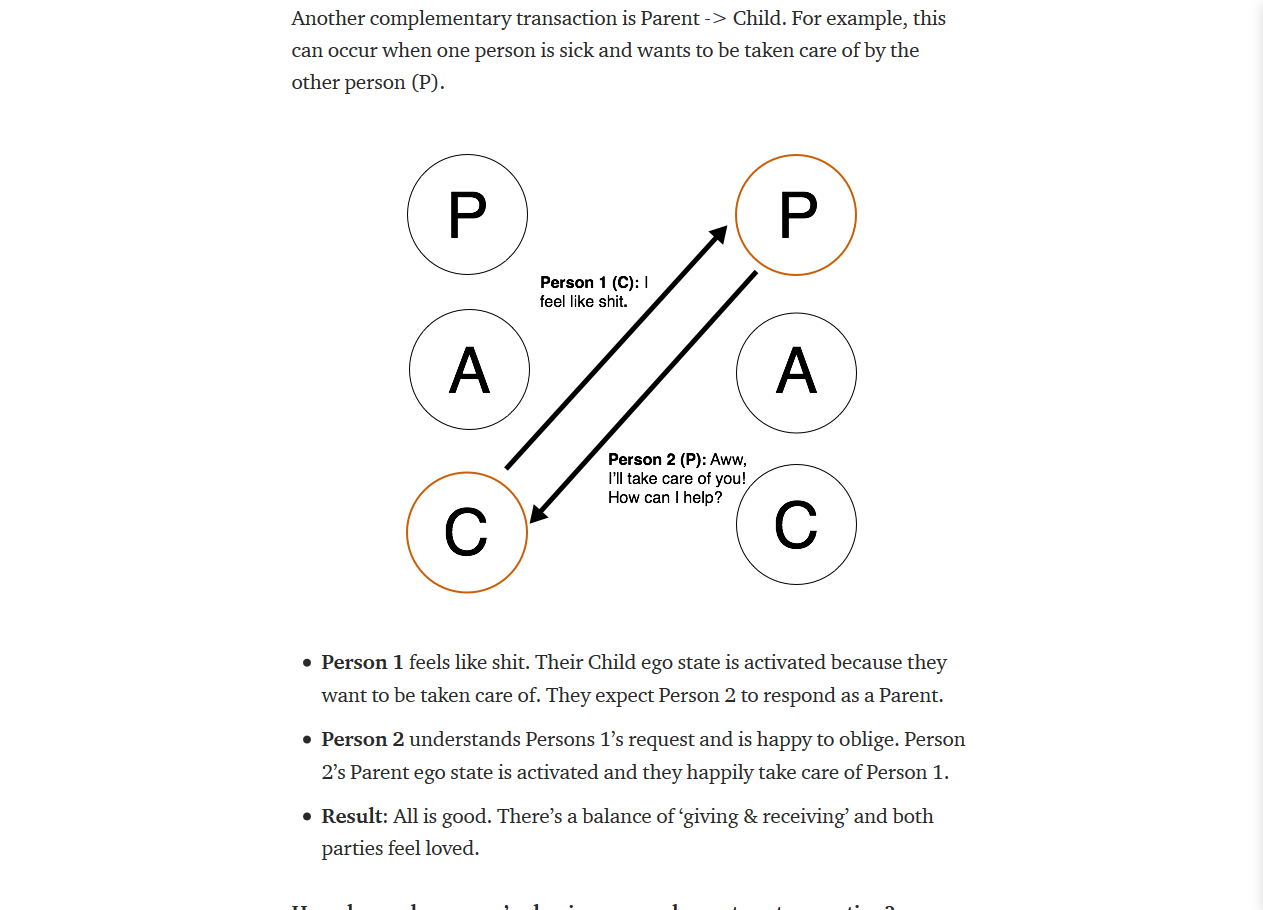 Another complementary transaction is Parent -> Child. For example, this
can occur when one person is sick and wants to be taken care of by the
other person (P).
P
P
Person 1 (C): I
feel like shit.
A
A
Person 2 (P): Aww,
I'll take care of you!
How can I help?
C
C
Person 1 feels like shit. Their Child ego state is activated because they
want to be taken care of. They expect Person 2 to respond as a Parent.
Person 2 understands Persons 1’s request and is happy to oblige. Person
2’s Parent ego state is activated and they happily take care of Person 1.
Result: All is good. There’s a balance of ‘giving & receiving’ and both
parties feel loved.